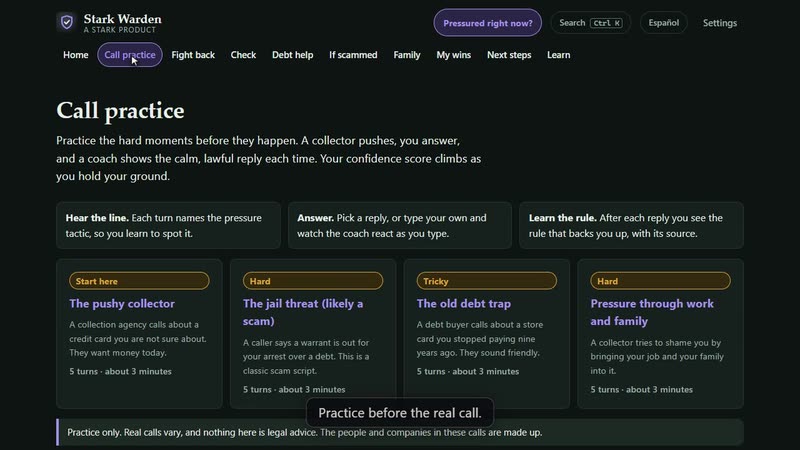 Stark Warden
A STARK PRODUCT
Pressured right now?
Search Ctrl K
Español
Settings
Home
Call practice
Fight back
Check
Debt help
If scammed
Family
My wins
Next steps
Learn
Call practice
Practice the hard moments before they happen. A collector pushes, you answer,
and a coach shows the calm, lawful reply each time. Your confidence score climbs as
you hold your ground.
Hear the line. Each turn names the pressure
tactic, so you learn to spot it.
Answer. Pick a reply, or type your own and
watch the coach react as you type.
Learn the rule. After each reply you see the
rule that backs you up, with its source.
Start here
The pushy collector
A collection agency calls about a
credit card you are not sure about.
They want money today.
5 turns · about 3 minutes
Hard
The jail threat (likely a
scam)
A caller says a warrant is out for
your arrest over a debt. This is a
classic scam script.
5 turns · about 3 minutes
Tricky
The old debt trap
A debt buyer calls about a store
card you stopped paying nine
years ago. They sound friendly.
5 turns · about 3 minutes
Hard
Pressure through work
and family
A collector tries to shame you by
bringing your job and your family
into it.
5 turns · about 3 minutes
Practice before the real call.
Practice only. Real calls vary, and nothing here is legal advice. The people and companies in these calls are made up.